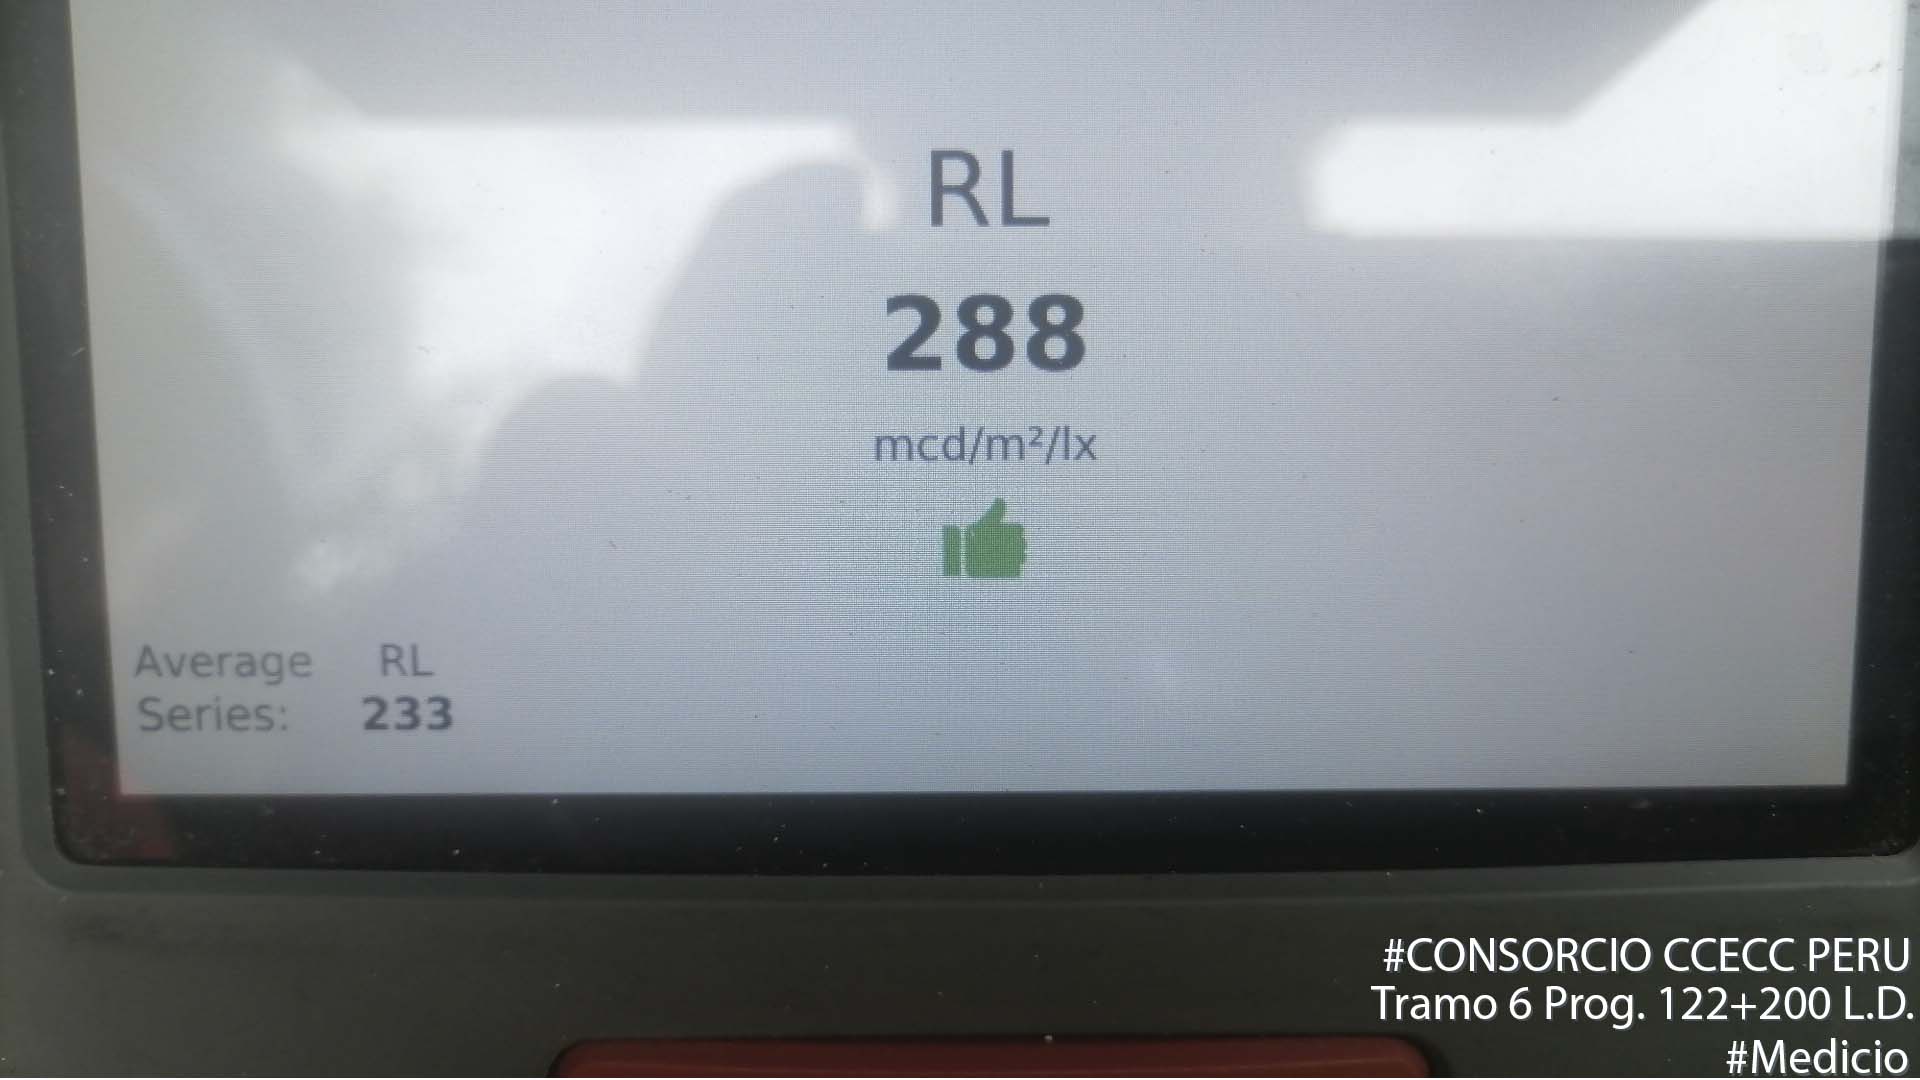 RL
288
mcd/m²/lx
Average RL
Series: 233
#CONSORCIO CCECC PERU
Tramo 6 Prog. 122+200 L.D.
#Medicio